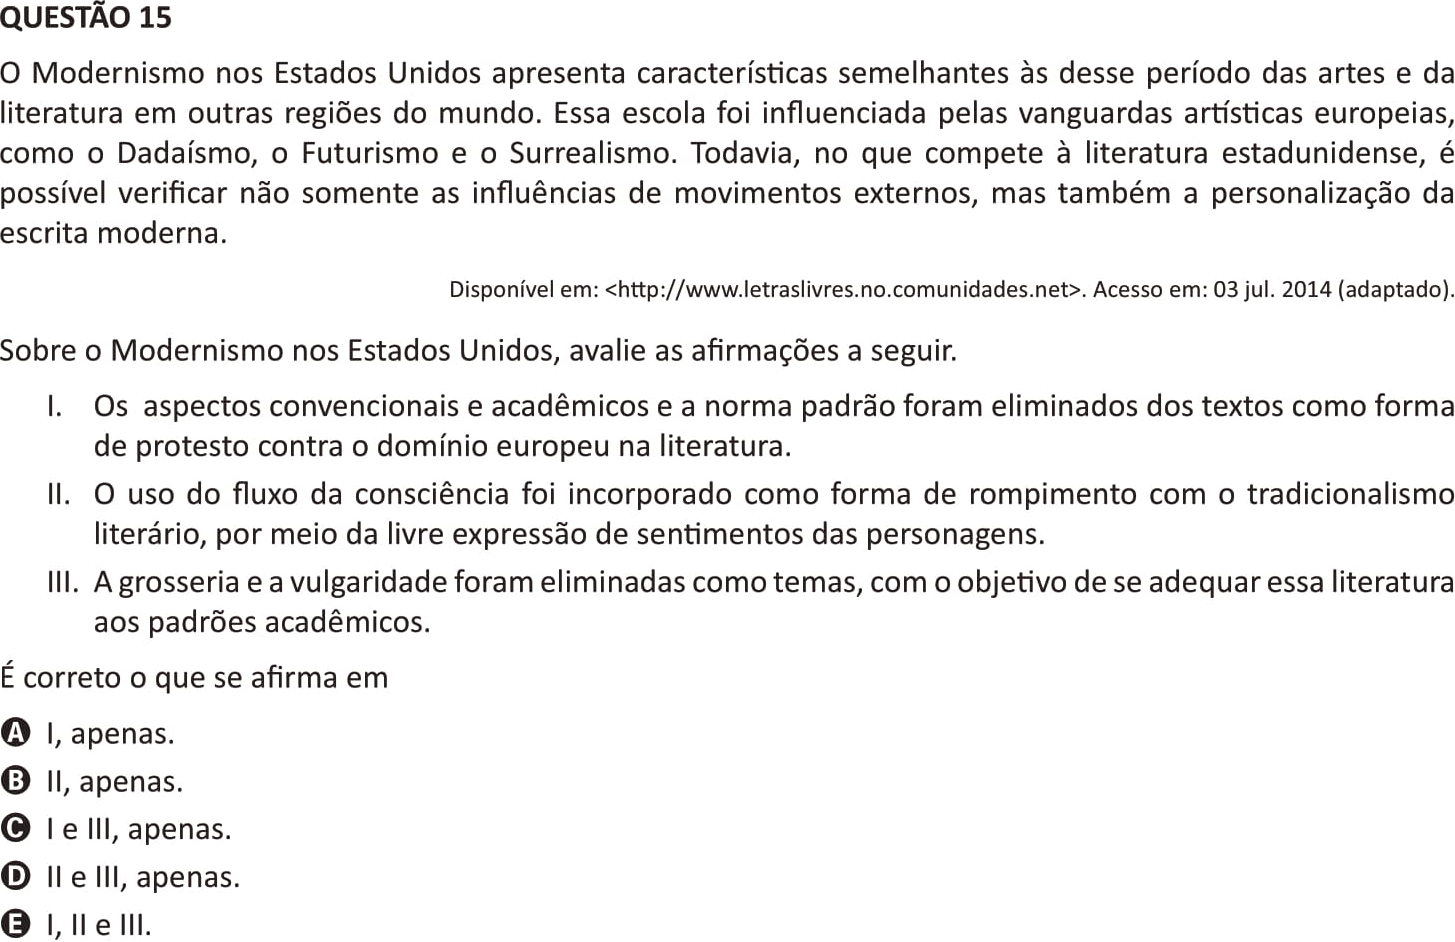 QUESTÃO 15
O Modernismo nos Estados Unidos apresenta características semelhantes às desse período das artes e da
literatura em outras regiões do mundo. Essa escola foi influenciada pelas vanguardas artísticas europeias,
como o Dadaísmo, o Futurismo e o Surrealismo. Todavia, no que compete à literatura estadunidense, é
possível verificar não somente as influências de movimentos externos, mas também a personalização da
escrita moderna.
Disponível em: <http://www.letraslivres.no.comunidades.net>. Acesso em: 03 jul. 2014 (adaptado).
Sobre o Modernismo nos Estados Unidos, avalie as afirmações a seguir.
I. Os aspectos convencionais e acadêmicos e a norma padrão foram eliminados dos textos como forma
de protesto contra o domínio europeu na literatura.
II. O uso do fluxo da consciência foi incorporado como forma de rompimento com o tradicionalismo
literário, por meio da livre expressão de sentimentos das personagens.
III. A grosseria e a vulgaridade foram eliminadas como temas, com o objetivo de se adequar essa literatura
aos padrões acadêmicos.
É correto o que se afirma em
A I, apenas.
B II, apenas.
C I e III, apenas.
D II e III, apenas.
E I, II e III.